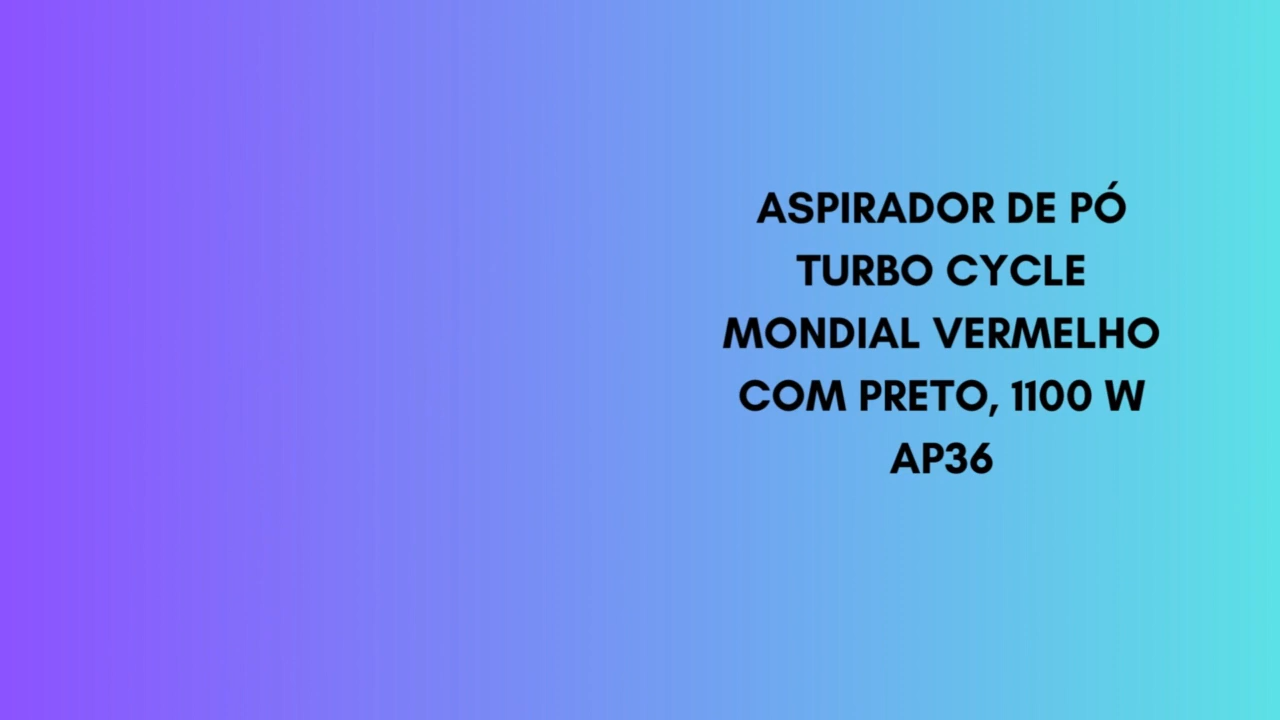 ASPIRADOR DE PÓ
TURBO CYCLE
MONDIAL VERMELHO
COM PRETO, 1100 W
AP36